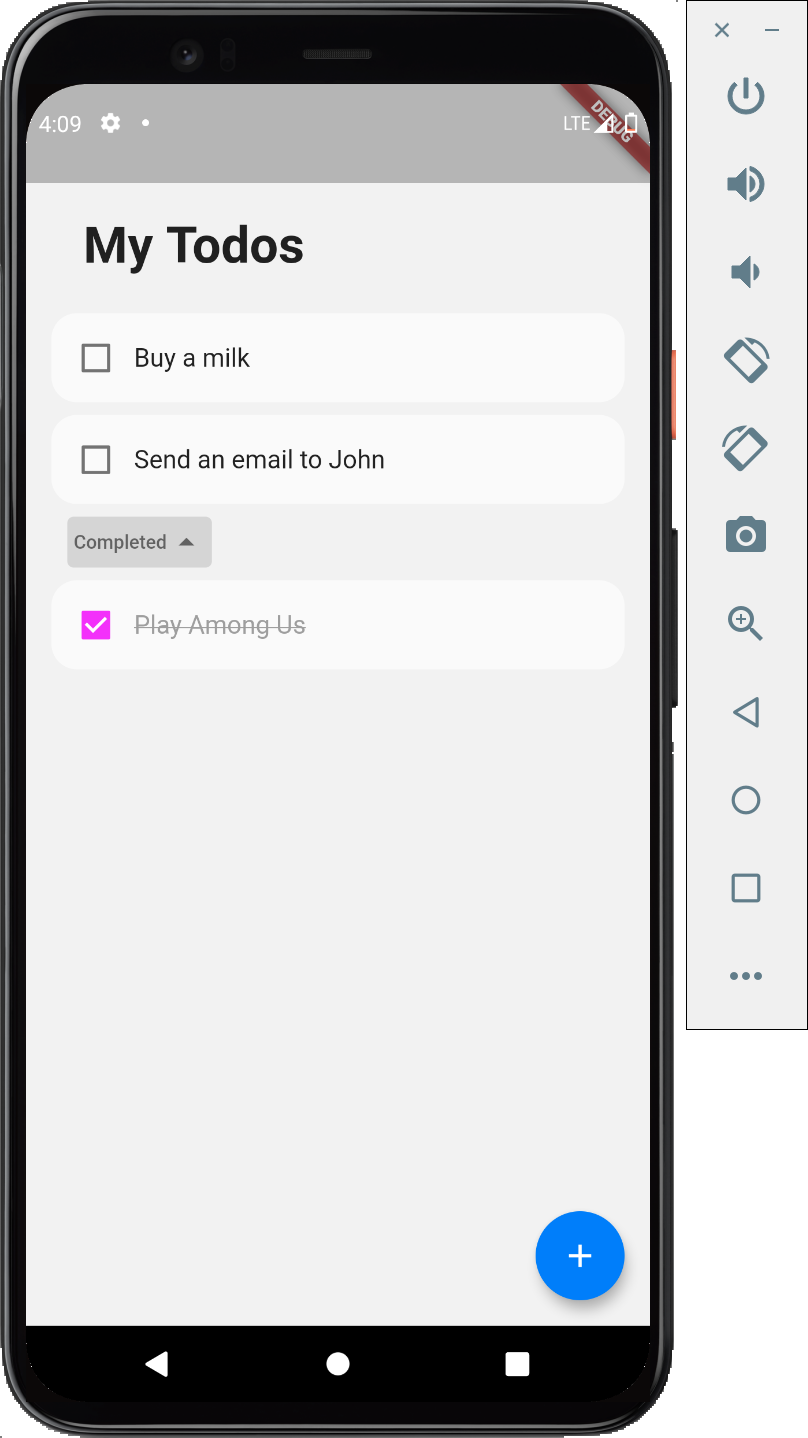 4:09
LTE
DEBUG
My Todos
Buy a milk
Send an email to John
Completed
Play Among Us